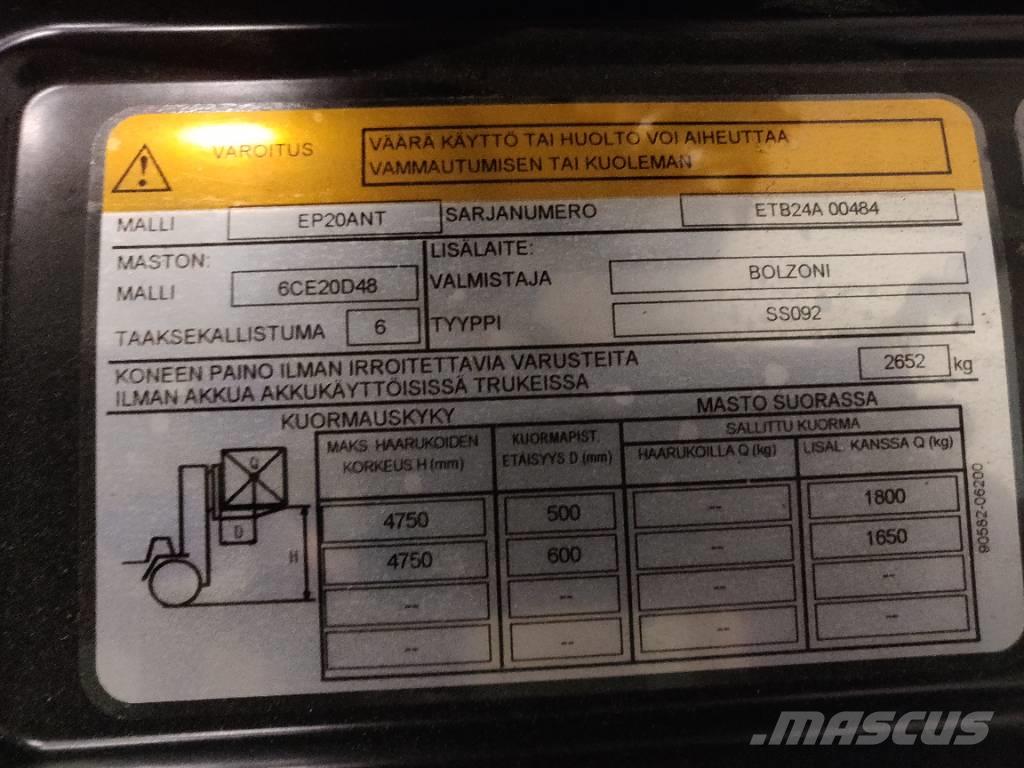 VAROITUS
VÄÄRÄ KÄYTTÖ TAI HUOLTO VOI AIHEUTTAA
VAMMAUTUMISEN TAI KUOLEMAN
MALLI EP20ANT SARJANUMERO ETB24A 00484
MASTON:
MALLI 6CE20D48
TAAKSEKALLISTUMA 6
LISÄLAITE:
VALMISTAJA BOLZONI
TYYPPI SS092
KONEEN PAINO ILMAN IRROITETTAVIA VARUSTEITA 2652 kg
ILMAN AKKUA AKKUKÄYTTÖISISSÄ TRUKEISSA
KUORMAUSKYKY MASTO SUORASSA
MAKS. HAARUKOIDEN
KORKEUS H (mm)
KUORMAPIST.
ETÄISYYS D (mm)
SALLITTU KUORMA
HAARUKOILLA Q (kg) LISÄL. KANSSA Q (kg)
4750 500 -- 1800
4750 600 -- 1650
-- -- -- --
-- -- -- --
Q
D
H
90582-06200
MASCUS